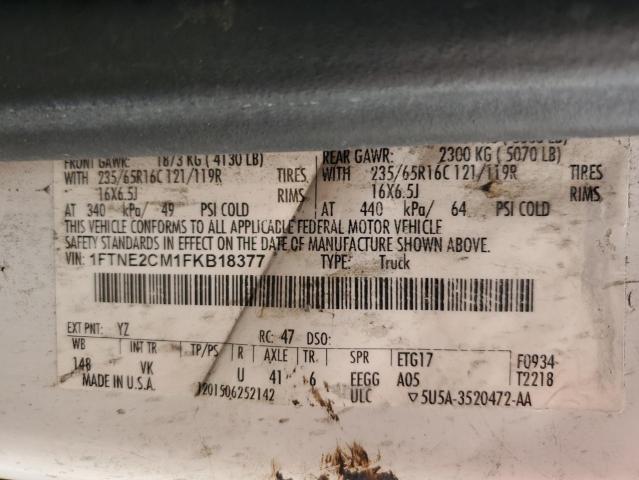 FRONT GAWR: 1873 KG ( 4130 LB)
WITH 235/65R16C 121/119R TIRES
16X6.5J RIMS
AT 340 kPa/ 49 PSI COLD
REAR GAWR: 2300 KG ( 5070 LB)
WITH 235/65R16C 121/119R TIRES
16X6.5J RIMS
AT 440 kPa/ 64 PSI COLD
THIS VEHICLE CONFORMS TO ALL APPLICABLE FEDERAL MOTOR VEHICLE
SAFETY STANDARDS IN EFFECT ON THE DATE OF MANUFACTURE SHOWN ABOVE.
VIN: 1FTNE2CM1FKB18377 TYPE: Truck
EXT PNT: YZ RC: 47 DSO:
WB INT TR TP/PS R AXLE TR. SPR ETG17 F0934
148 VK U 41 6 EEGG A05 T2218
MADE IN U.S.A. J201506252142 ULC ▽5U5A-3520472-AA